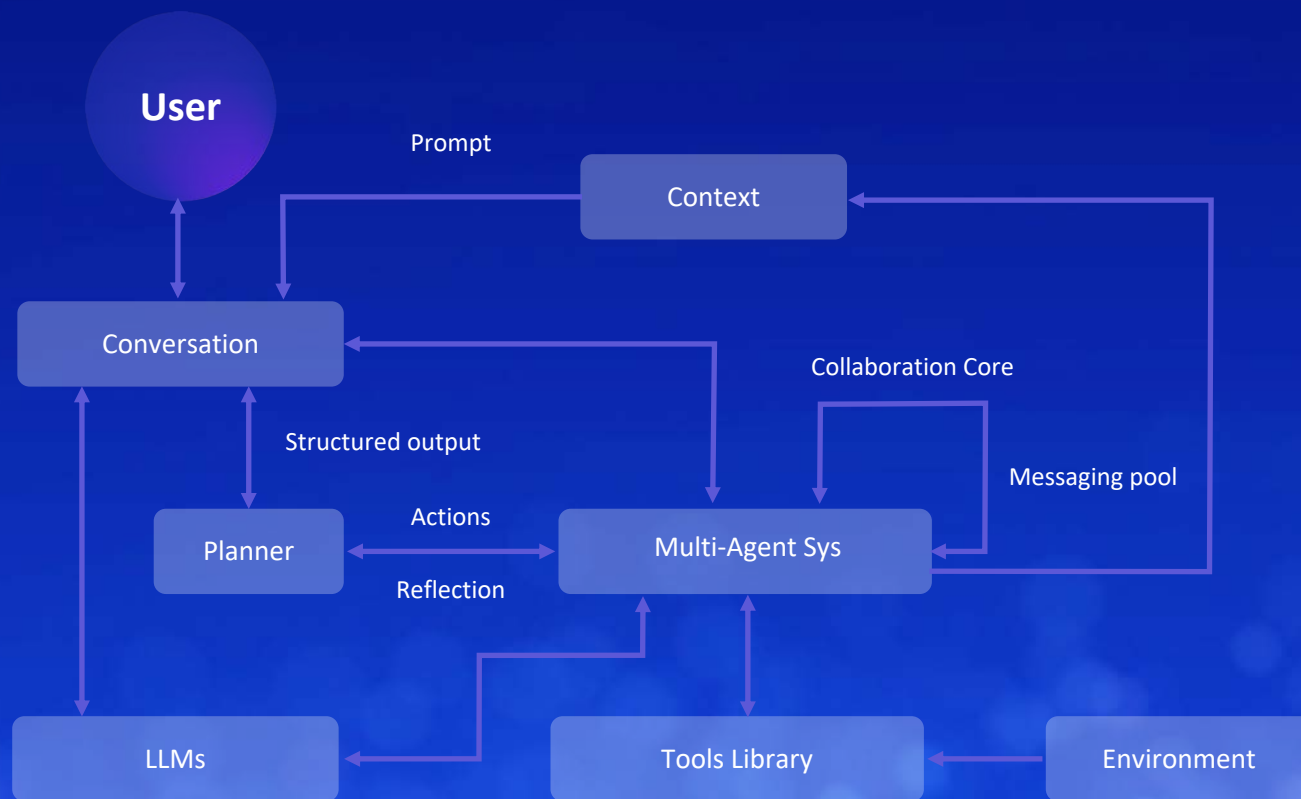 User
Prompt
Context
Conversation
Collaboration Core
Structured output
Messaging pool
Actions
Planner
Multi-Agent Sys
Reflection
LLMs
Tools Library
Environment